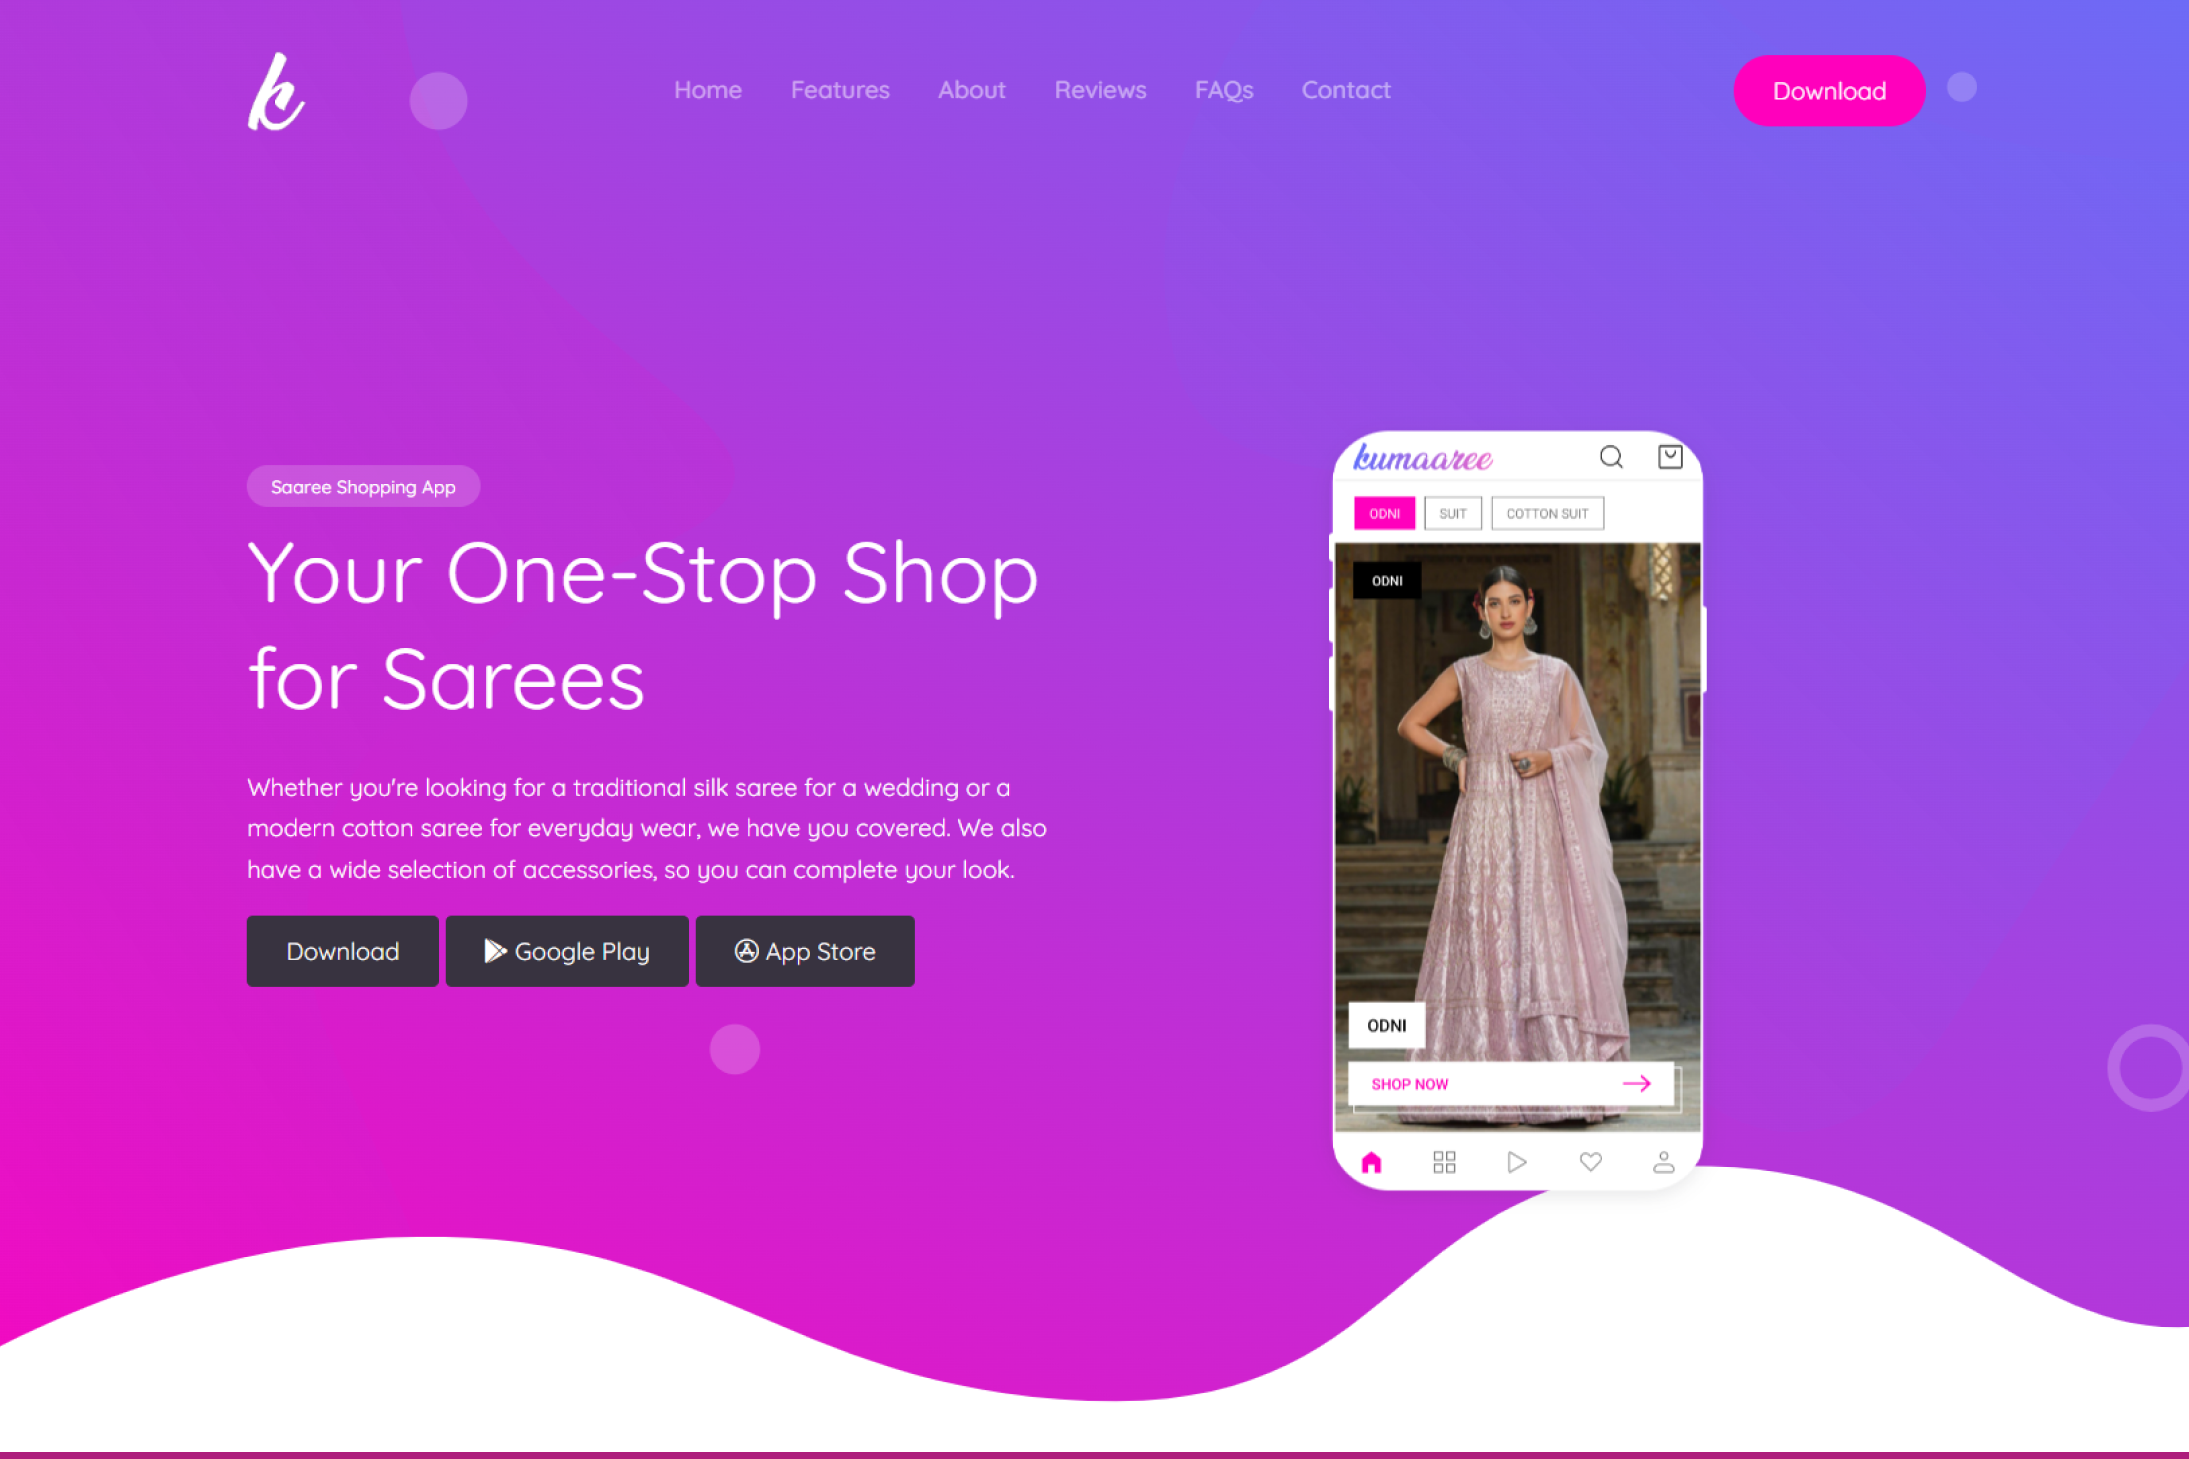 k
Home Features About Reviews FAQs Contact
Download
Saaree Shopping App
Your One-Stop Shop
for Sarees
Whether you're looking for a traditional silk saree for a wedding or a
modern cotton saree for everyday wear, we have you covered. We also
have a wide selection of accessories, so you can complete your look.
Download Google Play App Store
kumaaree
ODNI SUIT COTTON SUIT
ODNI
ODNI
SHOP NOW